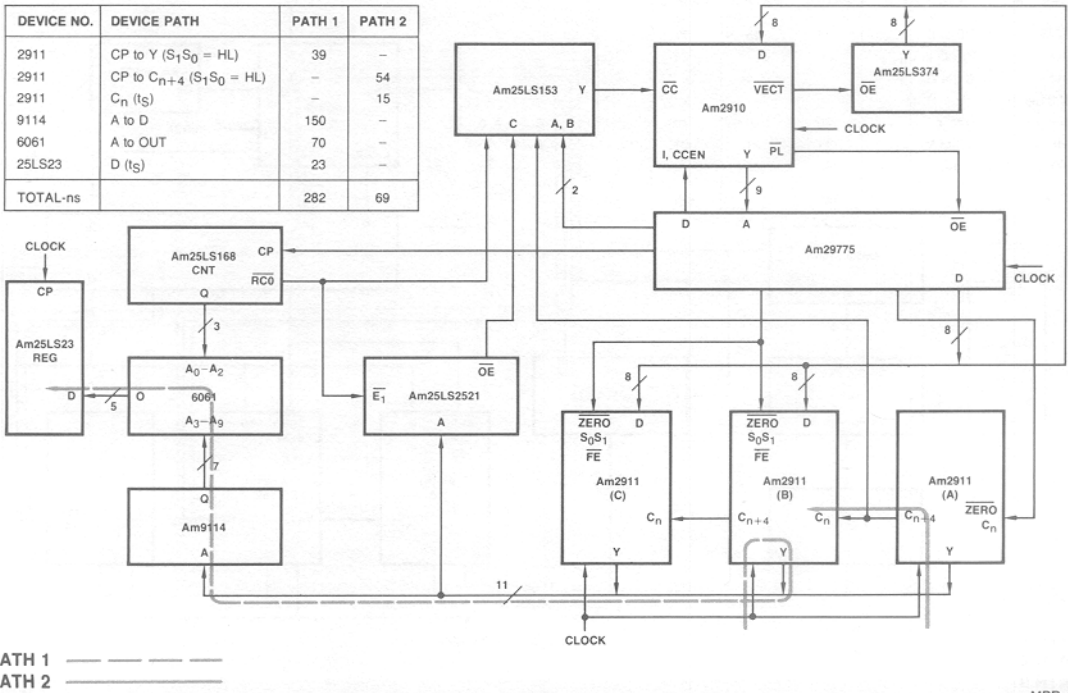 DEVICE NO. DEVICE PATH PATH 1 PATH 2
2911 CP to Y (S1S0 = HL) 39 –
2911 CP to Cn+4 (S1S0 = HL) – 54
2911 Cn (tS) – 15
9114 A to D 150 –
6061 A to OUT 70 –
25LS23 D (tS) 23 –
TOTAL-ns 282 69
8
8
D
Y
Am25LS374
OE
Am25LS153
Y
C
A, B
CC
Am2910
VECT
CLOCK
I, CCEN
Y
PL
2
9
D
A
OE
Am29775
D
CLOCK
8
CLOCK
CP
Am25LS23
REG
D
5
Am25LS168
CNT
CP
RC0
Q
3
A0–A2
O
6061
A3–A9
7
Q
Am9114
A
OE
E1
Am25LS2521
A
8
8
ZERO
D
S0S1
FE
Am2911
(C)
Cn
Y
ZERO
D
S0S1
FE
Am2911
(B)
Cn+4
Cn
Y
Am2911
(A)
ZERO
Cn+4
Cn
Y
11
CLOCK
ATH 1
ATH 2